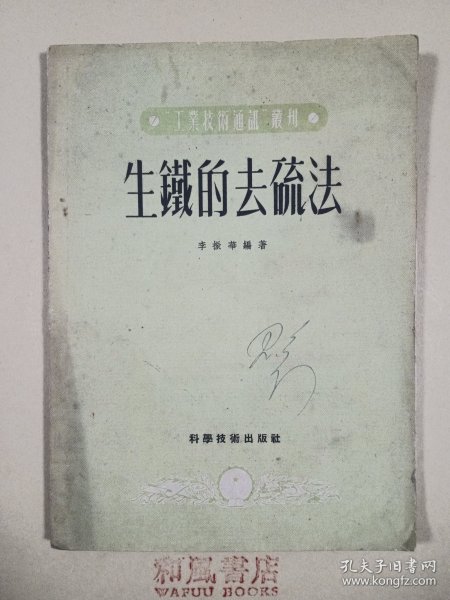 “工業技術通訊”叢刊
生鐵的去硫法
李振華編著
科學技術出版社
和風書店
WAFUU BOOKS
孔夫子旧书网
www.kongfz.com